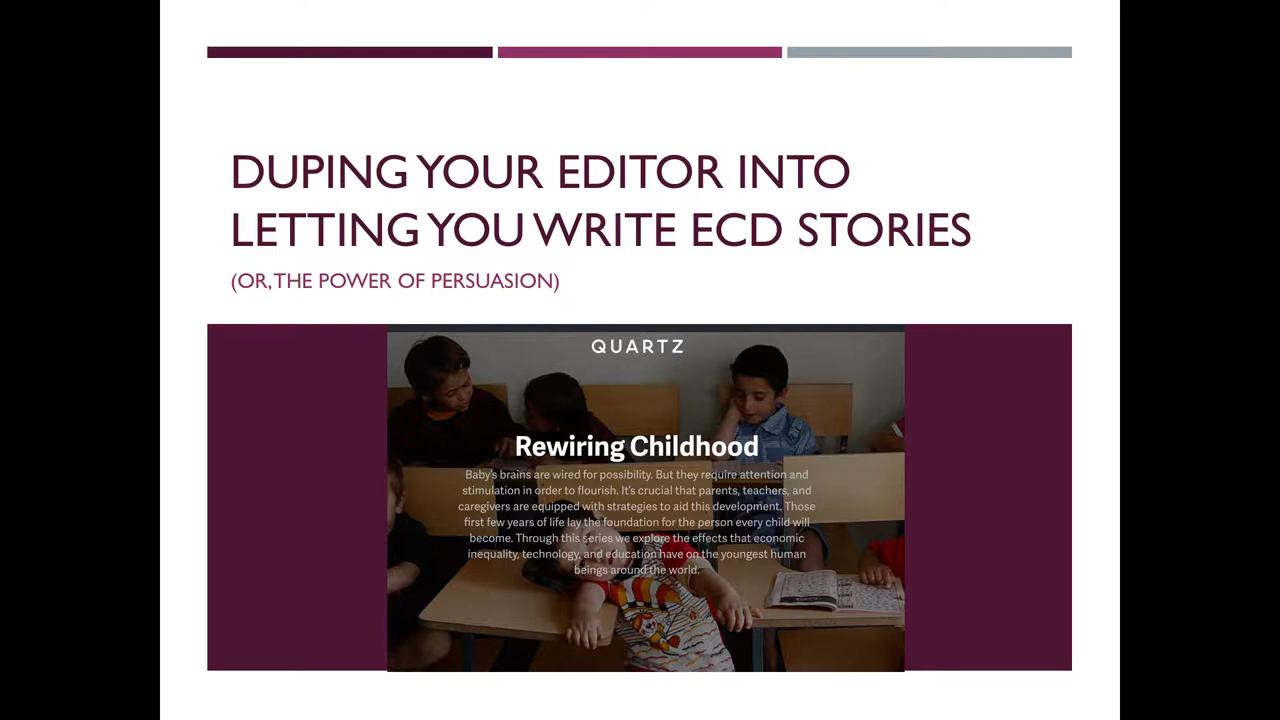 DUPING YOUR EDITOR INTO
LETTING YOU WRITE ECD STORIES
(OR, THE POWER OF PERSUASION)
QUARTZ
Rewiring Childhood
Baby's brains are wired for possibility. But they require attention and
stimulation in order to flourish. It's crucial that parents, teachers, and
caregivers are equipped with strategies to aid this development. Those
first few years of life lay the foundation for the person every child will
become. Through this series we explore the effects that economic
inequality, technology, and education have on the youngest human
beings around the world.